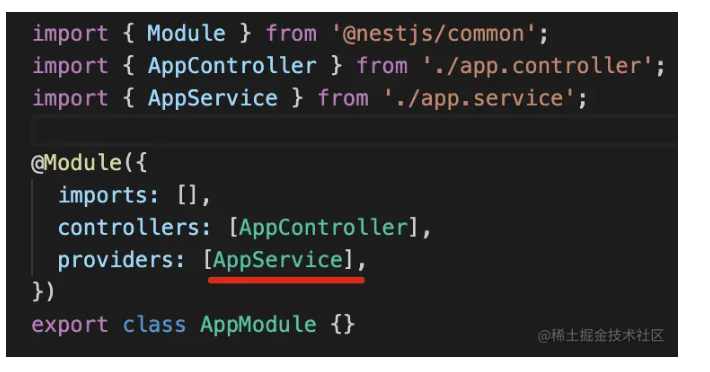 import { Module } from '@nestjs/common';
import { AppController } from './app.controller';
import { AppService } from './app.service';
@Module({
  imports: [],
  controllers: [AppController],
  providers: [AppService],
})
export class AppModule {}
@稀土掘金技术社区